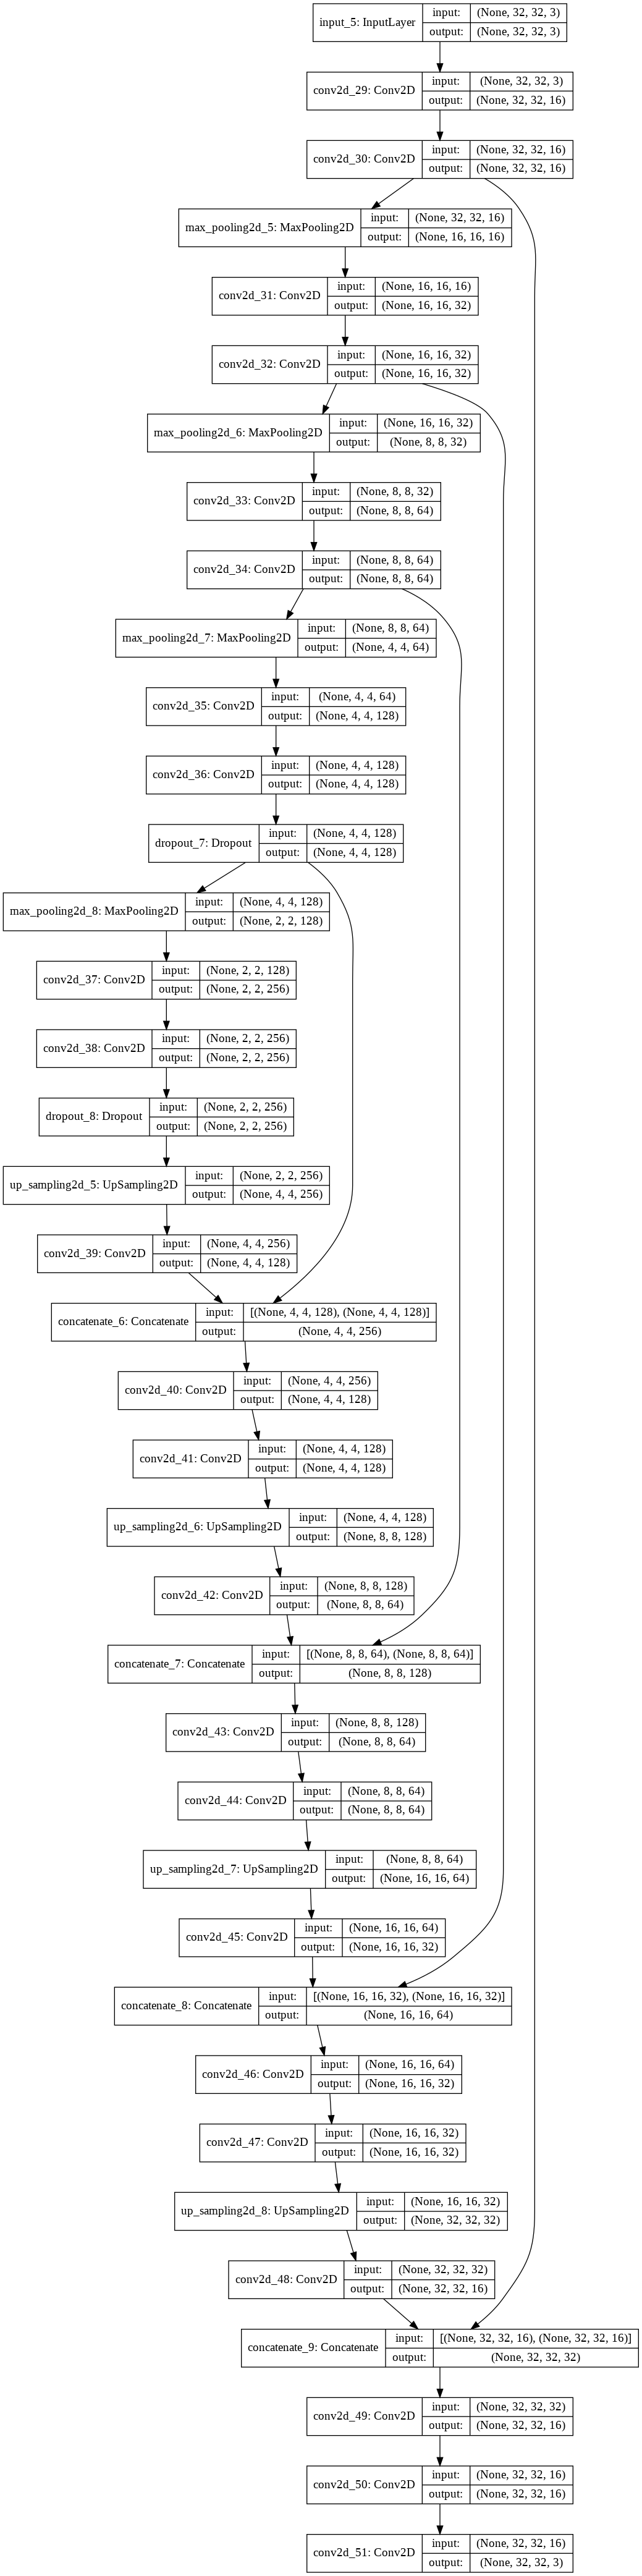 input_5: InputLayer
input: (None, 32, 32, 3)
output: (None, 32, 32, 3)
conv2d_29: Conv2D
input: (None, 32, 32, 3)
output: (None, 32, 32, 16)
conv2d_30: Conv2D
input: (None, 32, 32, 16)
output: (None, 32, 32, 16)
max_pooling2d_5: MaxPooling2D
input: (None, 32, 32, 16)
output: (None, 16, 16, 16)
conv2d_31: Conv2D
input: (None, 16, 16, 16)
output: (None, 16, 16, 32)
conv2d_32: Conv2D
input: (None, 16, 16, 32)
output: (None, 16, 16, 32)
max_pooling2d_6: MaxPooling2D
input: (None, 16, 16, 32)
output: (None, 8, 8, 32)
conv2d_33: Conv2D
input: (None, 8, 8, 32)
output: (None, 8, 8, 64)
conv2d_34: Conv2D
input: (None, 8, 8, 64)
output: (None, 8, 8, 64)
max_pooling2d_7: MaxPooling2D
input: (None, 8, 8, 64)
output: (None, 4, 4, 64)
conv2d_35: Conv2D
input: (None, 4, 4, 64)
output: (None, 4, 4, 128)
conv2d_36: Conv2D
input: (None, 4, 4, 128)
output: (None, 4, 4, 128)
dropout_7: Dropout
input: (None, 4, 4, 128)
output: (None, 4, 4, 128)
max_pooling2d_8: MaxPooling2D
input: (None, 4, 4, 128)
output: (None, 2, 2, 128)
conv2d_37: Conv2D
input: (None, 2, 2, 128)
output: (None, 2, 2, 256)
conv2d_38: Conv2D
input: (None, 2, 2, 256)
output: (None, 2, 2, 256)
dropout_8: Dropout
input: (None, 2, 2, 256)
output: (None, 2, 2, 256)
up_sampling2d_5: UpSampling2D
input: (None, 2, 2, 256)
output: (None, 4, 4, 256)
conv2d_39: Conv2D
input: (None, 4, 4, 256)
output: (None, 4, 4, 128)
concatenate_6: Concatenate
input: [(None, 4, 4, 128), (None, 4, 4, 128)]
output: (None, 4, 4, 256)
conv2d_40: Conv2D
input: (None, 4, 4, 256)
output: (None, 4, 4, 128)
conv2d_41: Conv2D
input: (None, 4, 4, 128)
output: (None, 4, 4, 128)
up_sampling2d_6: UpSampling2D
input: (None, 4, 4, 128)
output: (None, 8, 8, 128)
conv2d_42: Conv2D
input: (None, 8, 8, 128)
output: (None, 8, 8, 64)
concatenate_7: Concatenate
input: [(None, 8, 8, 64), (None, 8, 8, 64)]
output: (None, 8, 8, 128)
conv2d_43: Conv2D
input: (None, 8, 8, 128)
output: (None, 8, 8, 64)
conv2d_44: Conv2D
input: (None, 8, 8, 64)
output: (None, 8, 8, 64)
up_sampling2d_7: UpSampling2D
input: (None, 8, 8, 64)
output: (None, 16, 16, 64)
conv2d_45: Conv2D
input: (None, 16, 16, 64)
output: (None, 16, 16, 32)
concatenate_8: Concatenate
input: [(None, 16, 16, 32), (None, 16, 16, 32)]
output: (None, 16, 16, 64)
conv2d_46: Conv2D
input: (None, 16, 16, 64)
output: (None, 16, 16, 32)
conv2d_47: Conv2D
input: (None, 16, 16, 32)
output: (None, 16, 16, 32)
up_sampling2d_8: UpSampling2D
input: (None, 16, 16, 32)
output: (None, 32, 32, 32)
conv2d_48: Conv2D
input: (None, 32, 32, 32)
output: (None, 32, 32, 16)
concatenate_9: Concatenate
input: [(None, 32, 32, 16), (None, 32, 32, 16)]
output: (None, 32, 32, 32)
conv2d_49: Conv2D
input: (None, 32, 32, 32)
output: (None, 32, 32, 16)
conv2d_50: Conv2D
input: (None, 32, 32, 16)
output: (None, 32, 32, 16)
conv2d_51: Conv2D
input: (None, 32, 32, 16)
output: (None, 32, 32, 3)